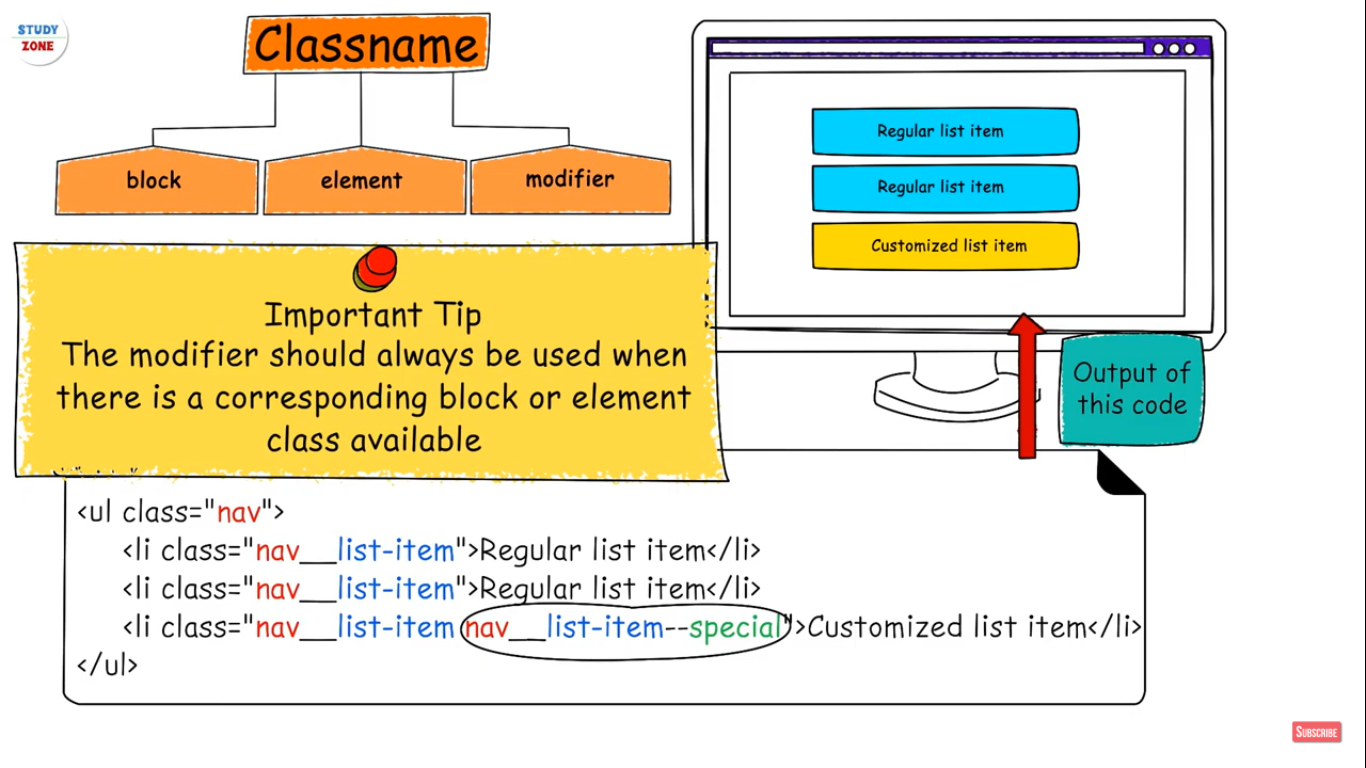 STUDY
ZONE
Classname
block
element
modifier
Regular list item
Regular list item
Customized list item
Important Tip
The modifier should always be used when
there is a corresponding block or element
class available
Output of
this code
<ul class="nav">
<li class="nav__list-item">Regular list item</li>
<li class="nav__list-item">Regular list item</li>
<li class="nav__list-item nav__list-item--special">Customized list item</li>
</ul>
SUBSCRIBE